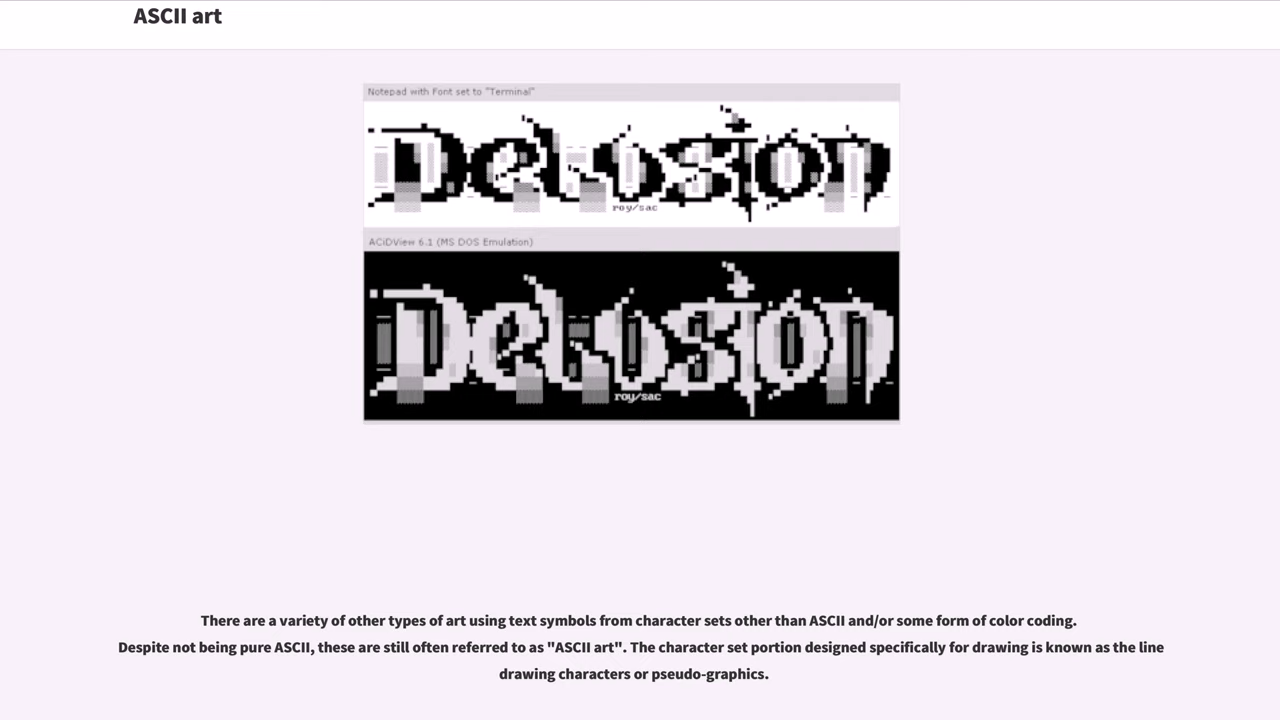 ASCII art
Notepad with Font set to "Terminal"
Delusion
roy/sac
ACiDView 6.1 (MS DOS Emulation)
Delusion
roy/sac
There are a variety of other types of art using text symbols from character sets other than ASCII and/or some form of color coding.
Despite not being pure ASCII, these are still often referred to as "ASCII art". The character set portion designed specifically for drawing is known as the line
drawing characters or pseudo-graphics.